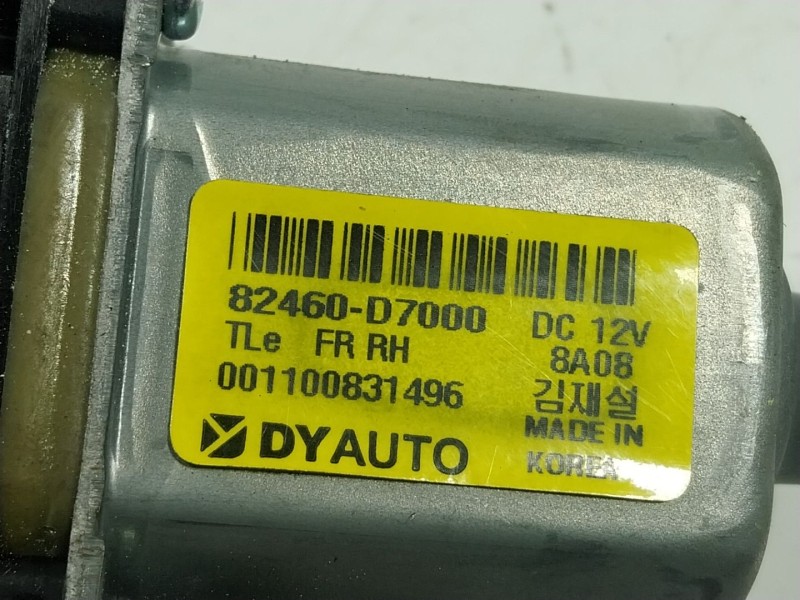 82460-D7000 DC 12V
TLe FR RH 8A08
001100831496 김재설
DYAUTO MADE IN
KOREA